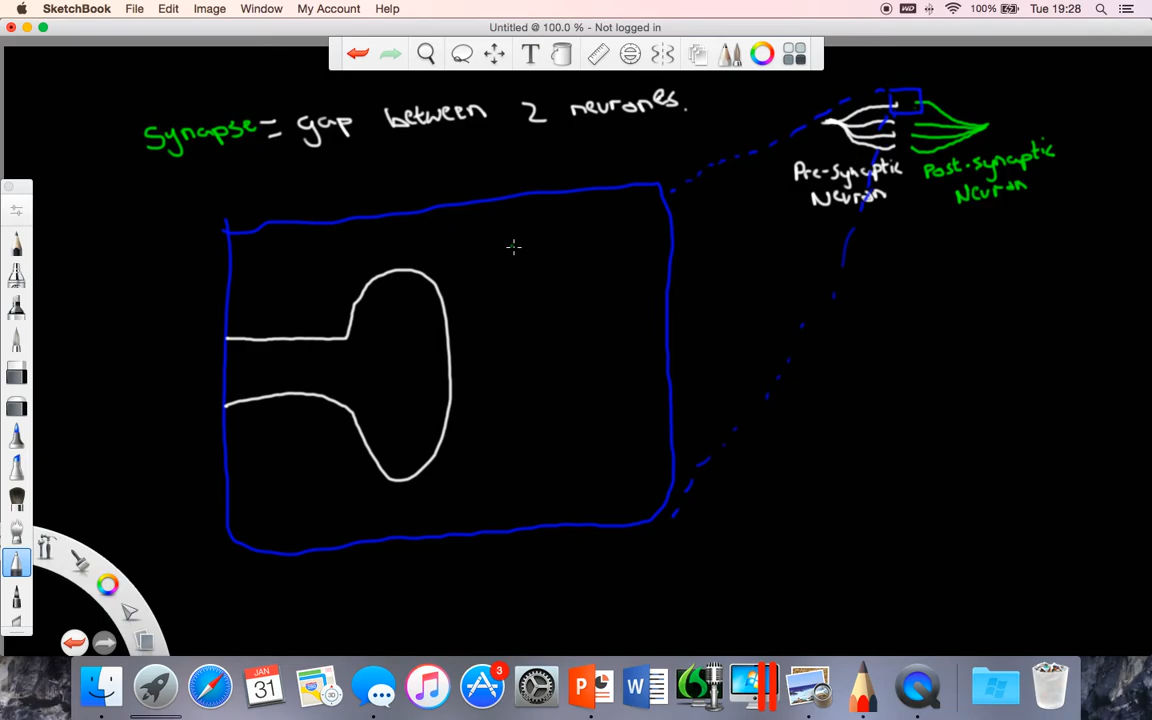 SketchBook File Edit Image Window My Account Help 100% Tue 19:28
Untitled @ 100.0 % - Not logged in
Synapse = gap between 2 neurones.
Pre-Synaptic
Neuron
Post-synaptic
Neuron
JAN
31
3